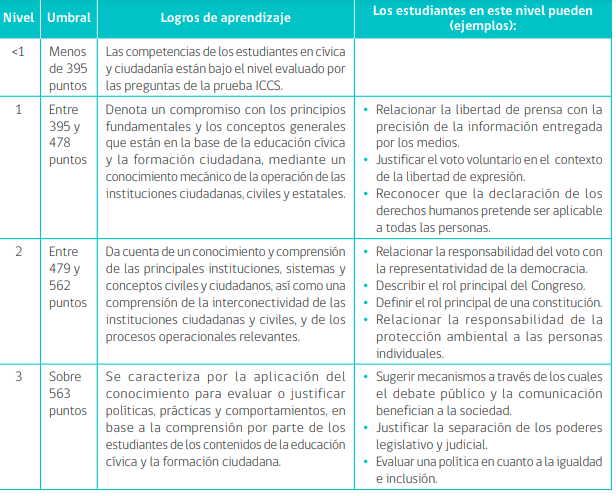 Nivel Umbral Logros de aprendizaje Los estudiantes en este nivel pueden
(ejemplos):
<1
Menos
de 395
puntos
Las competencias de los estudiantes en cívica
y ciudadanía están bajo el nivel evaluado por
las preguntas de la prueba ICCS.
1
Entre
395 y
478
puntos
Denota un compromiso con los principios
fundamentales y los conceptos generales
que están en la base de la educación cívica
y la formación ciudadana, mediante un
conocimiento mecánico de la operación de las
instituciones ciudadanas, civiles y estatales.
• Relacionar la libertad de prensa con la
precisión de la información entregada
por los medios.
• Justificar el voto voluntario en el contexto
de la libertad de expresión.
• Reconocer que la declaración de los
derechos humanos pretende ser aplicable
a todas las personas.
2
Entre
479 y
562
puntos
Da cuenta de un conocimiento y comprensión
de las principales instituciones, sistemas y
conceptos civiles y ciudadanos, así como una
comprensión de la interconectividad de las
instituciones ciudadanas y civiles, y de los
procesos operacionales relevantes.
• Relacionar la responsabilidad del voto con
la representatividad de la democracia.
• Describir el rol principal del Congreso.
• Definir el rol principal de una constitución.
• Relacionar la responsabilidad de la
protección ambiental a las personas
individuales.
3
Sobre
563
puntos
Se caracteriza por la aplicación del
conocimiento para evaluar o justificar
políticas, prácticas y comportamientos, en
base a la comprensión por parte de los
estudiantes de los contenidos de la educación
cívica y la formación ciudadana.
• Sugerir mecanismos a través de los cuales
el debate público y la comunicación
benefician a la sociedad.
• Justificar la separación de los poderes
legislativo y judicial.
• Evaluar una política en cuanto a la igualdad
e inclusión.